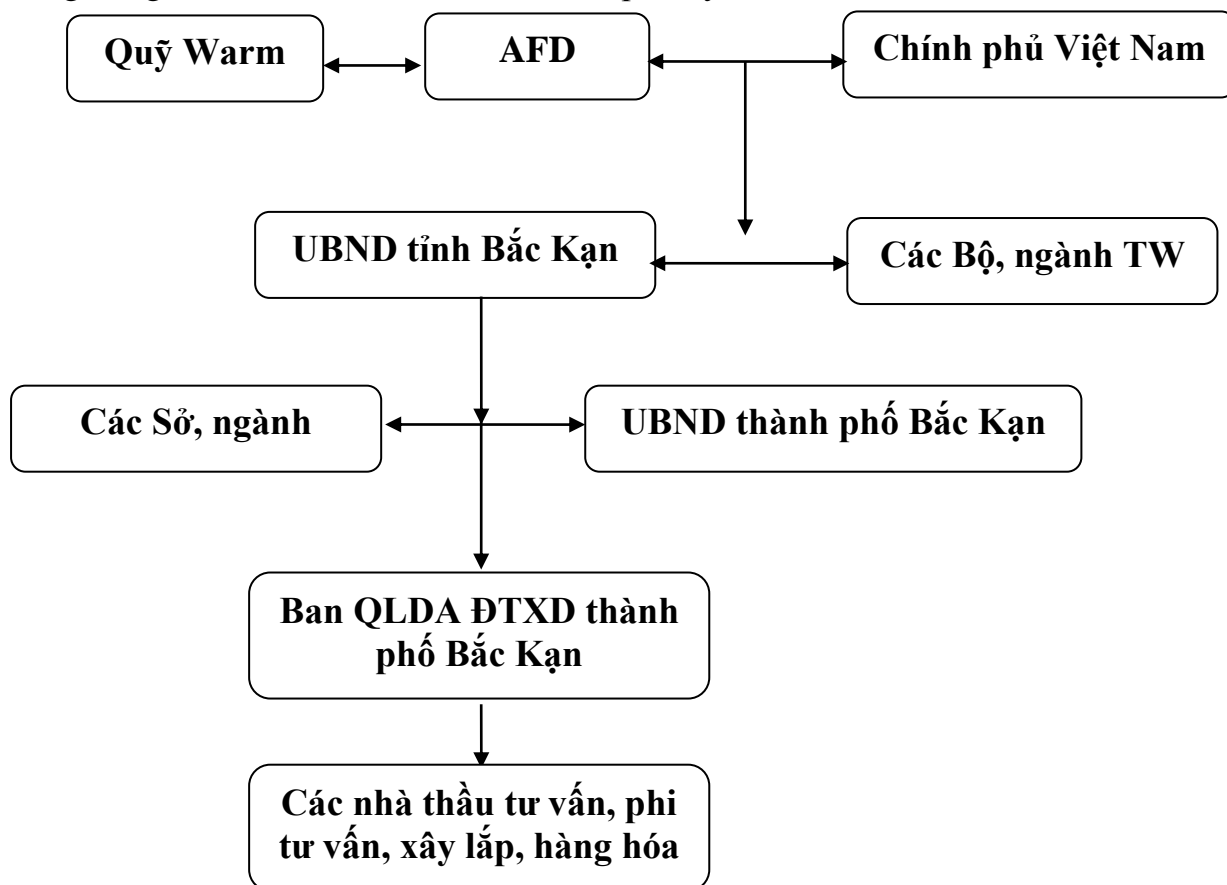 Quỹ Warm
AFD
Chính phủ Việt Nam
UBND tỉnh Bắc Kạn
Các Bộ, ngành TW
Các Sở, ngành
UBND thành phố Bắc Kạn
Ban QLDA ĐTXD thành
phố Bắc Kạn
Các nhà thầu tư vấn, phi
tư vấn, xây lắp, hàng hóa